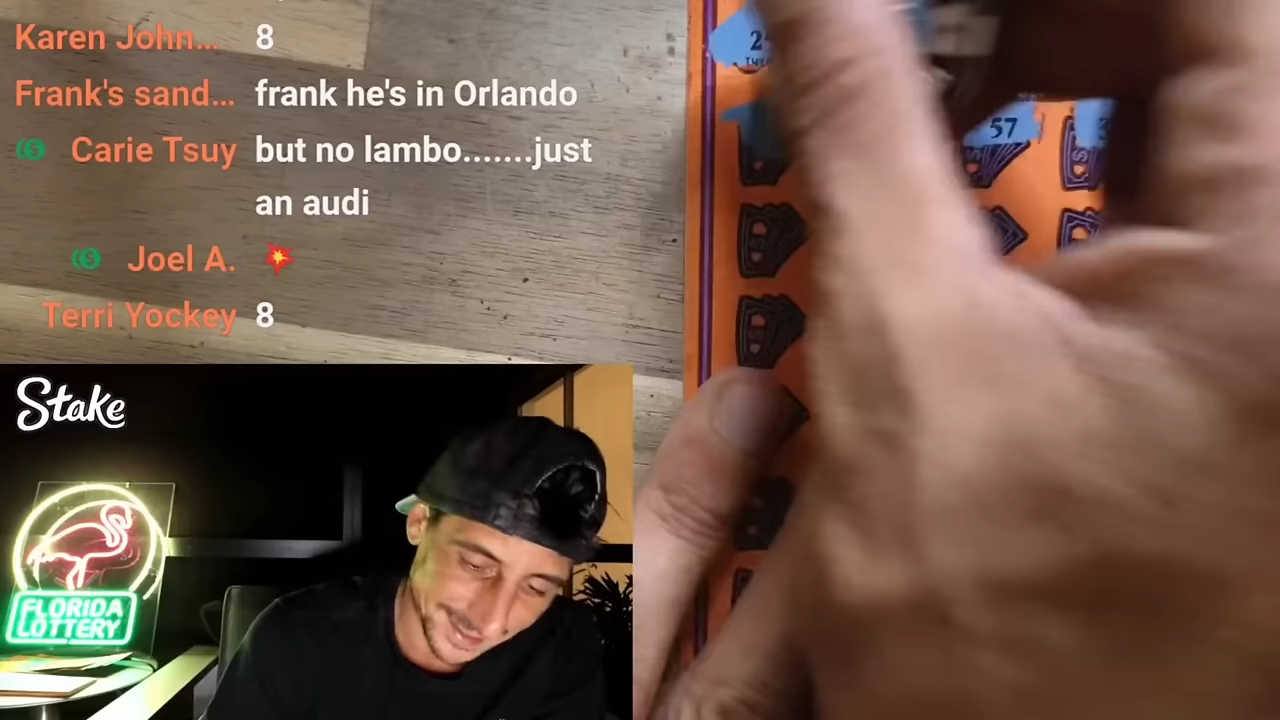 Karen John… 8
Frank's sand… frank he's in Orlando
Carie Tsuy but no lambo.......just
an audi
Joel A. 💥
Terri Yockey 8
Stake
FLORIDA
LOTTERY
57